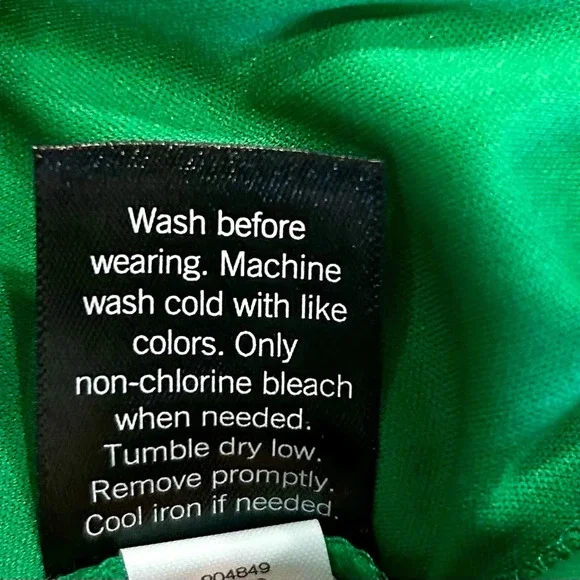 Wash before
wearing. Machine
wash cold with like
colors. Only
non-chlorine bleach
when needed.
Tumble dry low.
Remove promptly.
Cool iron if needed.
904849